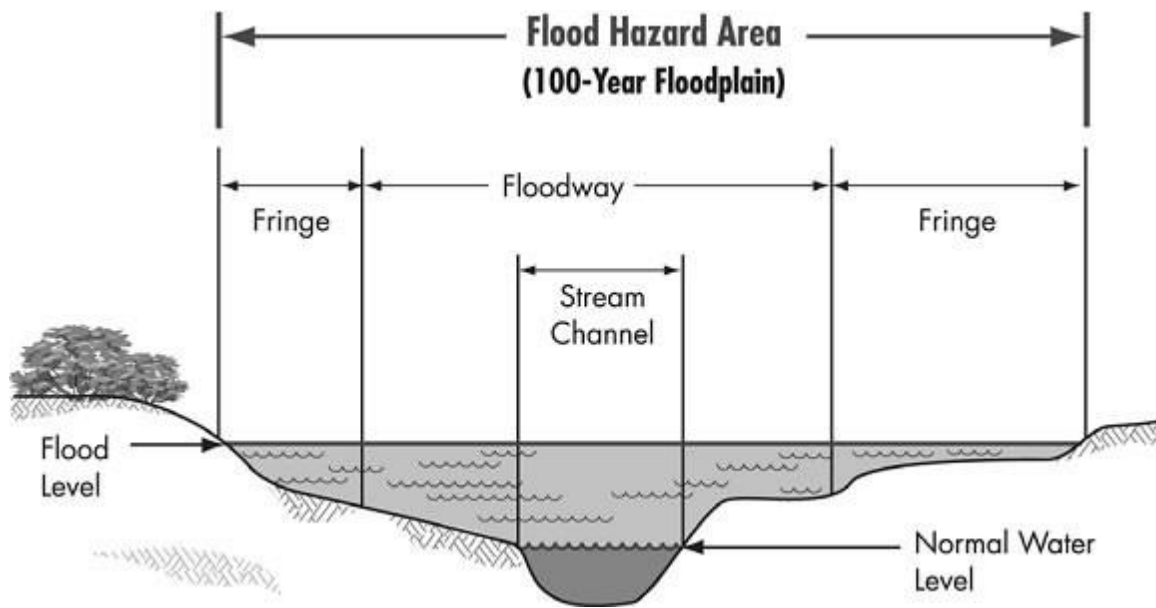 Flood Hazard Area
(100-Year Floodplain)
Fringe
Floodway
Fringe
Stream
Channel
Flood
Level
Normal Water
Level